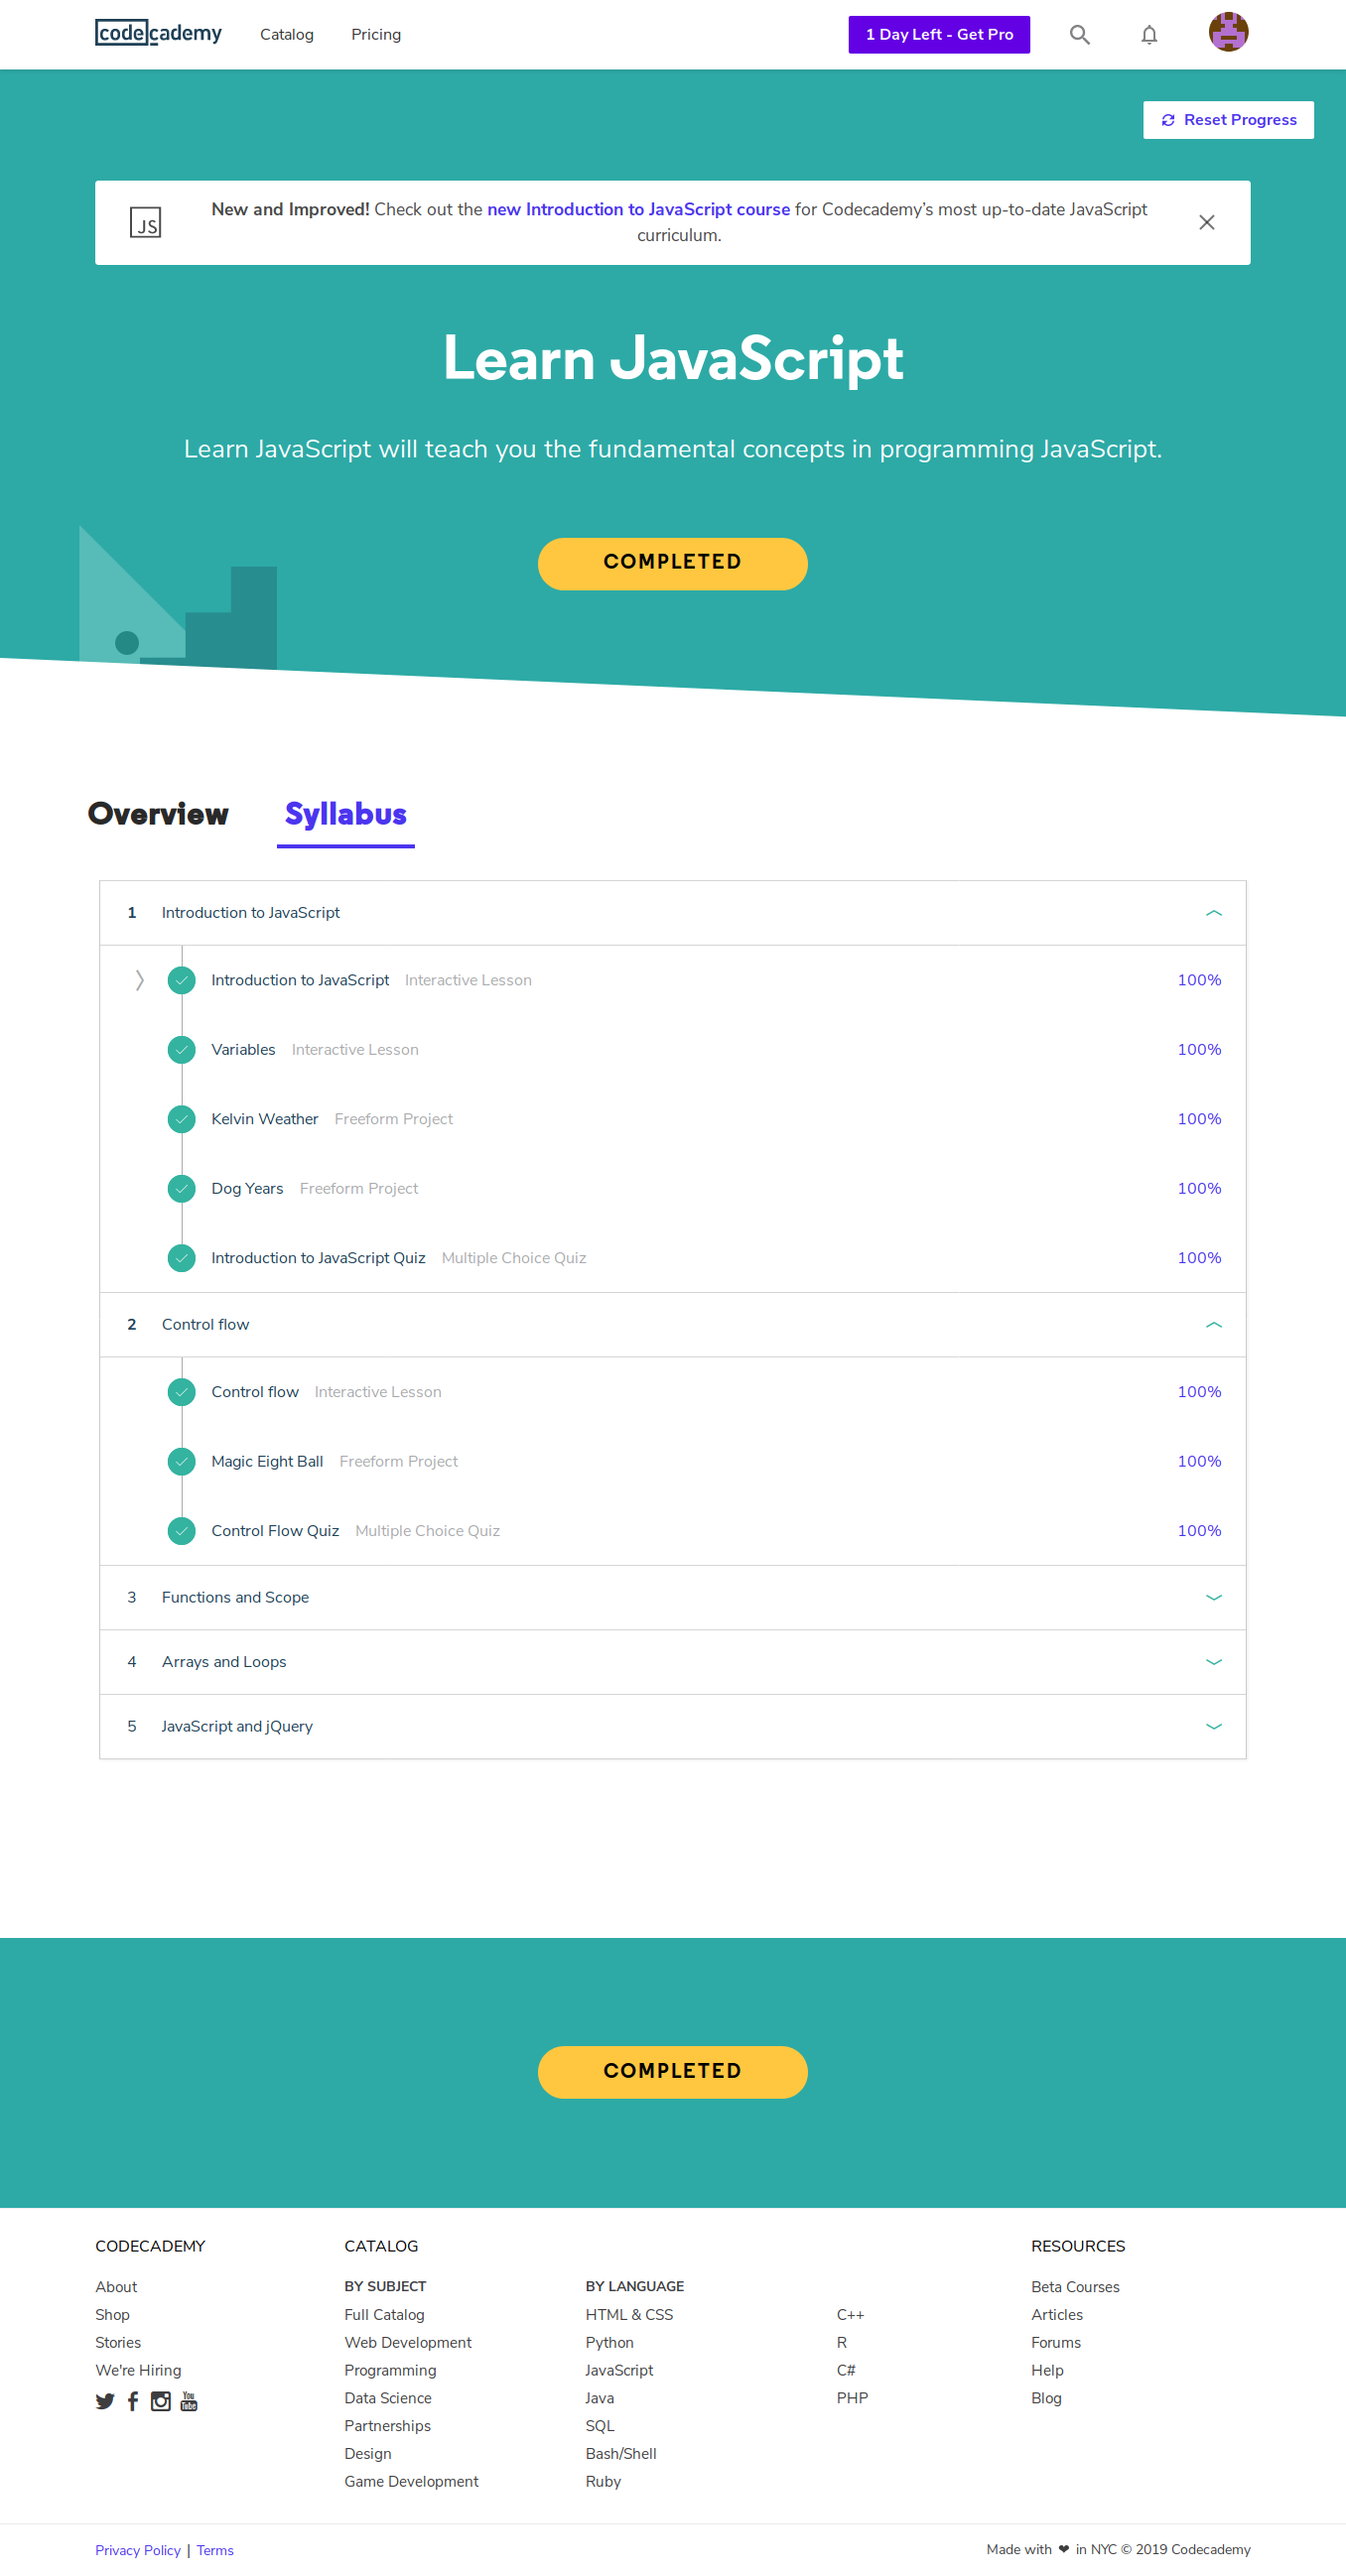 codecademy
Catalog
Pricing
1 Day Left - Get Pro
Reset Progress
JS
New and Improved! Check out the new Introduction to JavaScript course for Codecademy’s most up-to-date JavaScript
curriculum.
Learn JavaScript
Learn JavaScript will teach you the fundamental concepts in programming JavaScript.
COMPLETED
Overview
Syllabus
1 Introduction to JavaScript
Introduction to JavaScript Interactive Lesson 100%
Variables Interactive Lesson 100%
Kelvin Weather Freeform Project 100%
Dog Years Freeform Project 100%
Introduction to JavaScript Quiz Multiple Choice Quiz 100%
2 Control flow
Control flow Interactive Lesson 100%
Magic Eight Ball Freeform Project 100%
Control Flow Quiz Multiple Choice Quiz 100%
3 Functions and Scope
4 Arrays and Loops
5 JavaScript and jQuery
COMPLETED
CODECADEMY
About
Shop
Stories
We're Hiring
You Tube
CATALOG
BY SUBJECT
Full Catalog
Web Development
Programming
Data Science
Partnerships
Design
Game Development
BY LANGUAGE
HTML & CSS
Python
JavaScript
Java
SQL
Bash/Shell
Ruby
C++
R
C#
PHP
RESOURCES
Beta Courses
Articles
Forums
Help
Blog
Privacy Policy | Terms
Made with ❤ in NYC © 2019 Codecademy